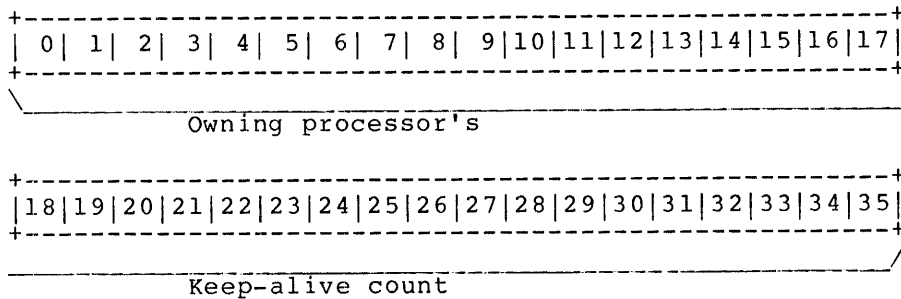 | 0| 1| 2| 3| 4| 5| 6| 7| 8| 9|10|11|12|13|14|15|16|17|
Owning processor's
|18|19|20|21|22|23|24|25|26|27|28|29|30|31|32|33|34|35|
Keep-alive count